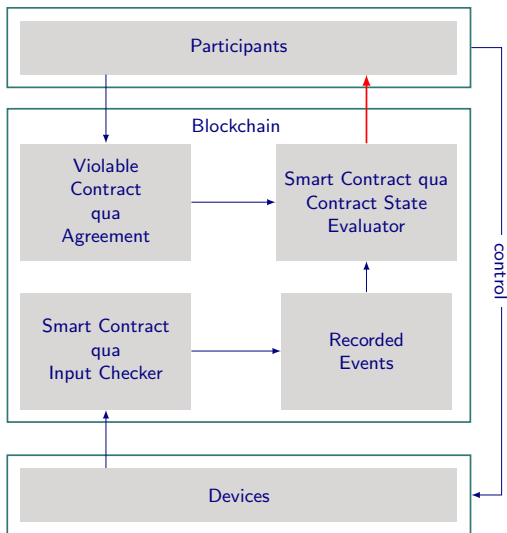 Participants
Blockchain
Violable
Contract
qua
Agreement
Smart Contract qua
Contract State
Evaluator
control
Smart Contract
qua
Input Checker
Recorded
Events
Devices